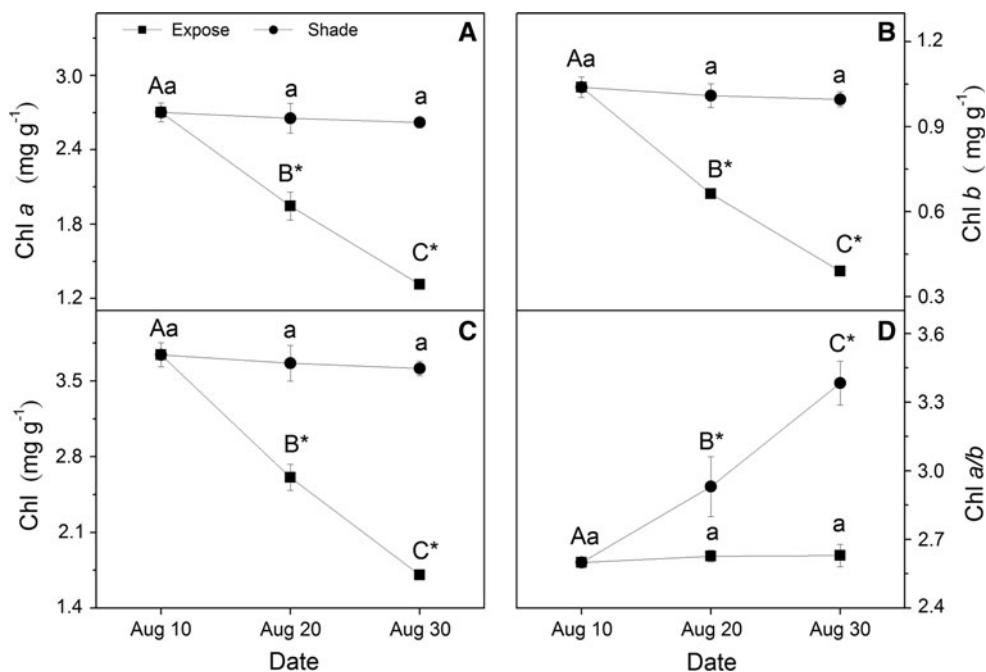 Expose Shade
A
Chl a (mg g-1)
3.0
2.4
1.8
1.2
Aa
a
a
B*
C*
B
Chl b ( mg g-1)
1.2
0.9
0.6
0.3
Aa
a
a
B*
C*
C
Chl (mg g-1)
3.5
2.8
2.1
1.4
Aa
a
a
B*
C*
Aug 10 Aug 20 Aug 30
Date
D
Chl a/b
3.6
3.3
3.0
2.7
2.4
C*
B*
Aa
a
a
Aug 10 Aug 20 Aug 30
Date